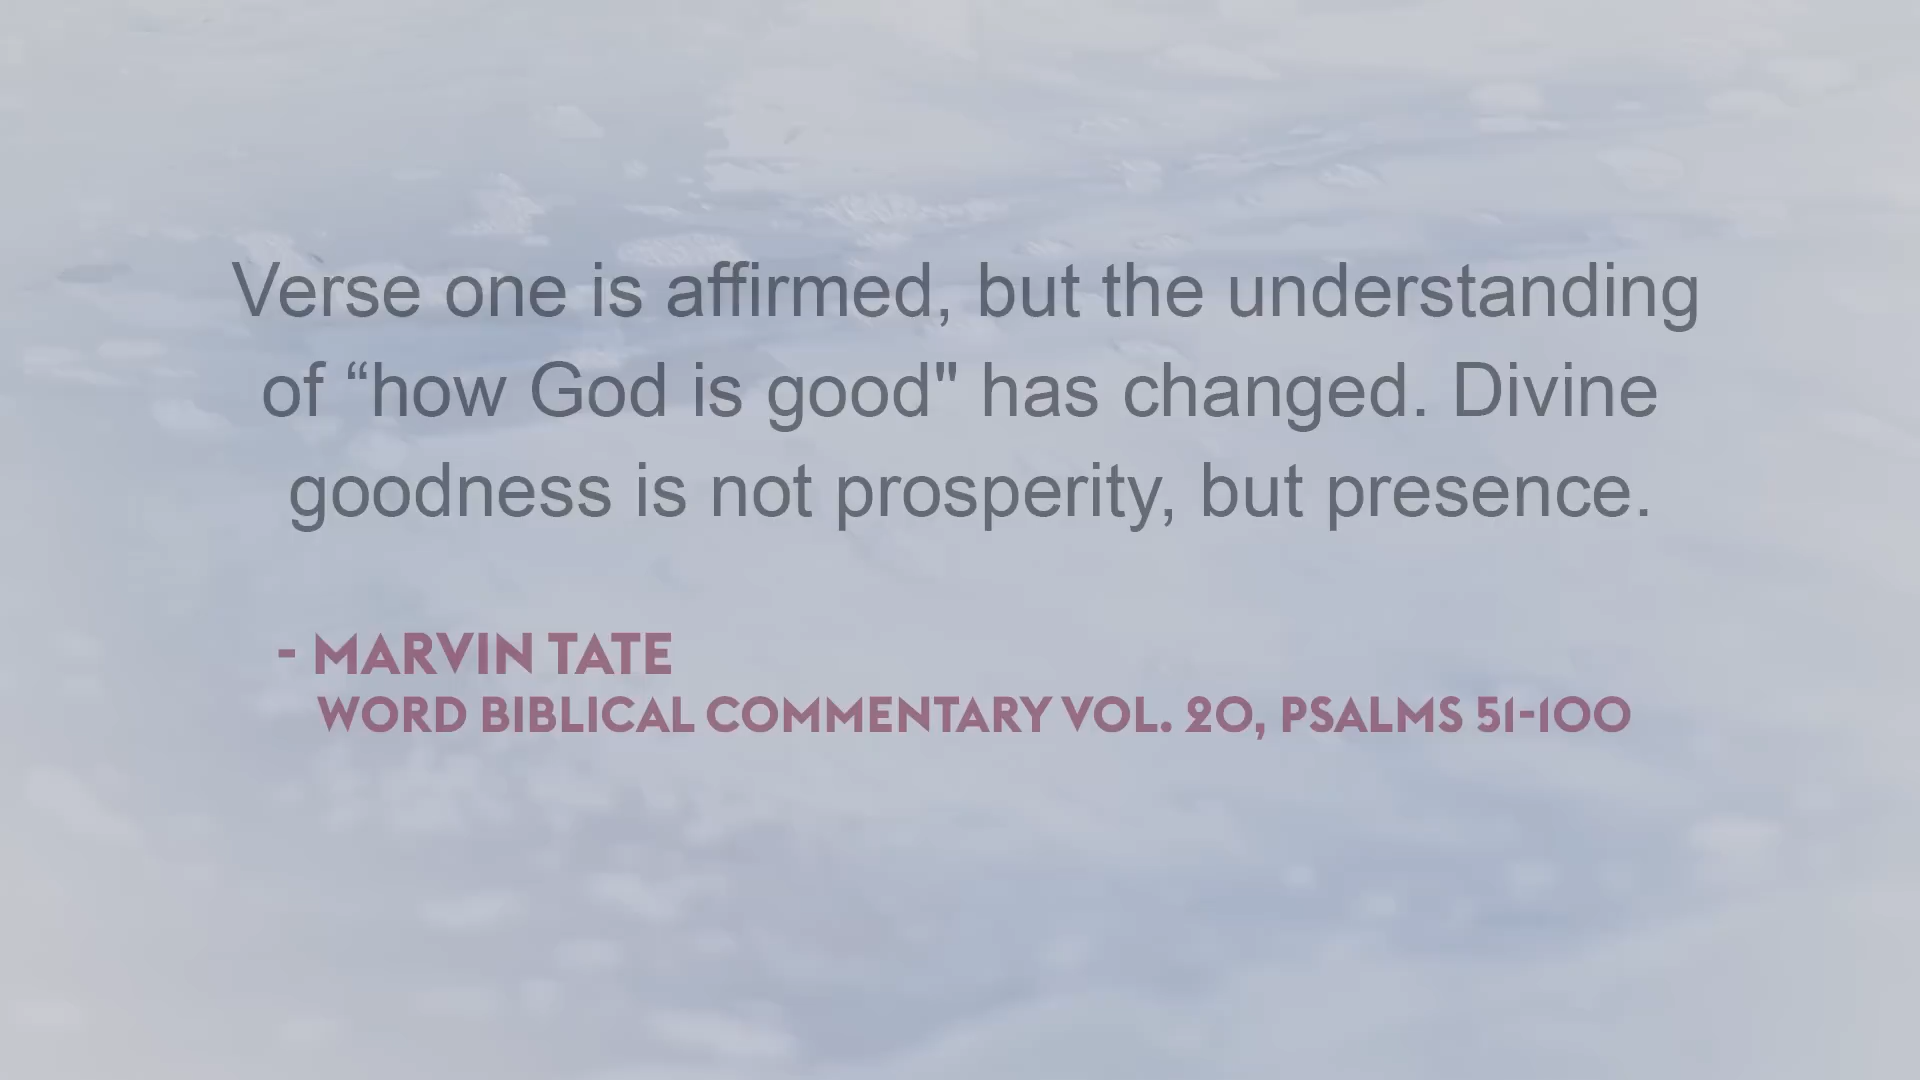 Verse one is affirmed, but the understanding
of “how God is good" has changed. Divine
goodness is not prosperity, but presence.
- MARVIN TATE
WORD BIBLICAL COMMENTARY VOL. 20, PSALMS 51-100